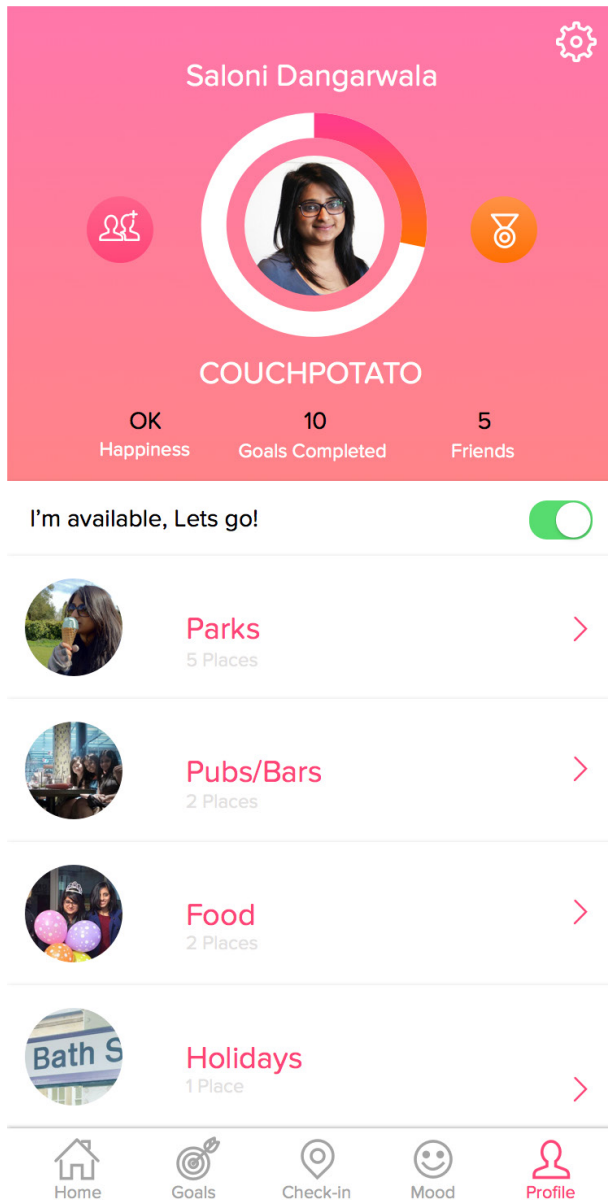 Saloni Dangarwala
COUCHPOTATO
OK 10 5
Happiness Goals Completed Friends
I'm available, Lets go!
Parks
5 Places
Pubs/Bars
2 Places
Food
2 Places
Bath S
Holidays
1 Place
Home Goals Check-in Mood Profile